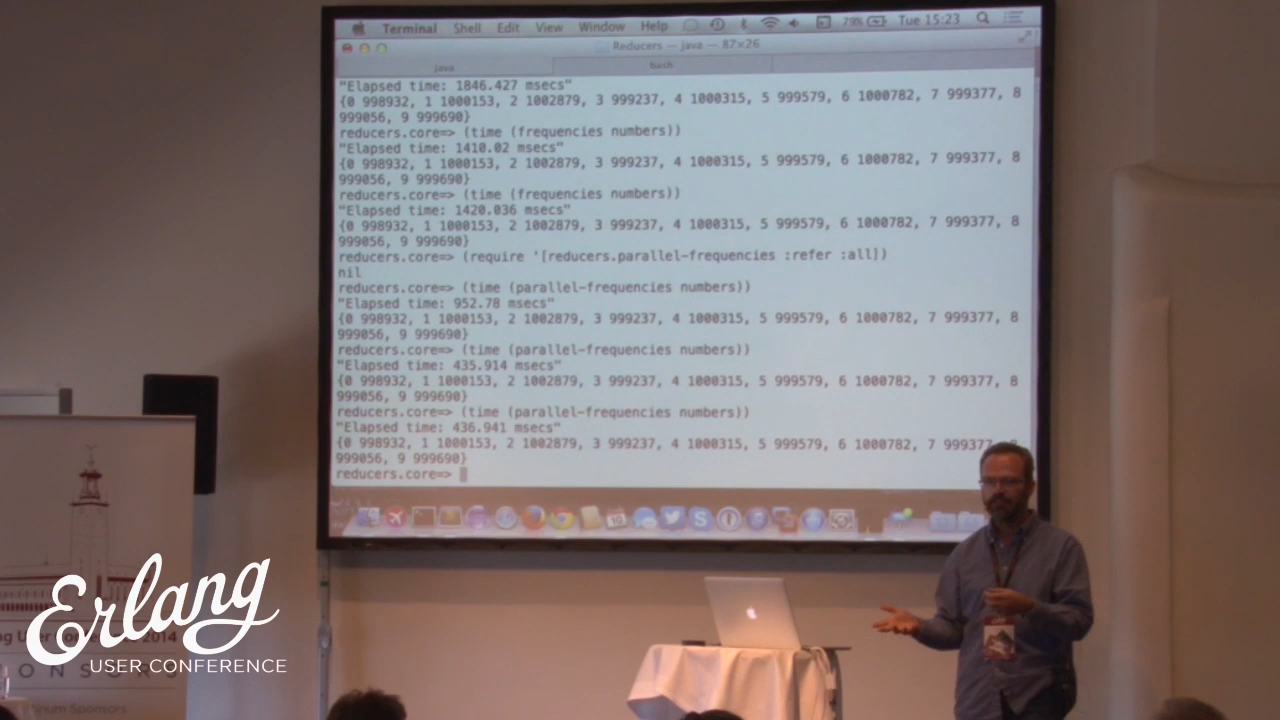 Terminal Shell Edit View Window Help 79% Tue 15:23
Reducers — java — 87×26
java bash
"Elapsed time: 1846.427 msecs"
{0 998932, 1 1000153, 2 1002879, 3 999237, 4 1000315, 5 999579, 6 1000782, 7 999377, 8
999056, 9 999690}
reducers.core=> (time (frequencies numbers))
"Elapsed time: 1410.02 msecs"
{0 998932, 1 1000153, 2 1002879, 3 999237, 4 1000315, 5 999579, 6 1000782, 7 999377, 8
999056, 9 999690}
reducers.core=> (time (frequencies numbers))
"Elapsed time: 1420.036 msecs"
{0 998932, 1 1000153, 2 1002879, 3 999237, 4 1000315, 5 999579, 6 1000782, 7 999377, 8
999056, 9 999690}
reducers.core=> (require '[reducers.parallel-frequencies :refer :all])
nil
reducers.core=> (time (parallel-frequencies numbers))
"Elapsed time: 952.78 msecs"
{0 998932, 1 1000153, 2 1002879, 3 999237, 4 1000315, 5 999579, 6 1000782, 7 999377, 8
999056, 9 999690}
reducers.core=> (time (parallel-frequencies numbers))
"Elapsed time: 435.914 msecs"
{0 998932, 1 1000153, 2 1002879, 3 999237, 4 1000315, 5 999579, 6 1000782, 7 999377, 8
999056, 9 999690}
reducers.core=> (time (parallel-frequencies numbers))
"Elapsed time: 436.941 msecs"
{0 998932, 1 1000153, 2 1002879, 3 999237, 4 1000315, 5 999579, 6 1000782, 7 999377, 8
999056, 9 999690}
reducers.core=>
Erlang
USER CONFERENCE
2014
Sponsors